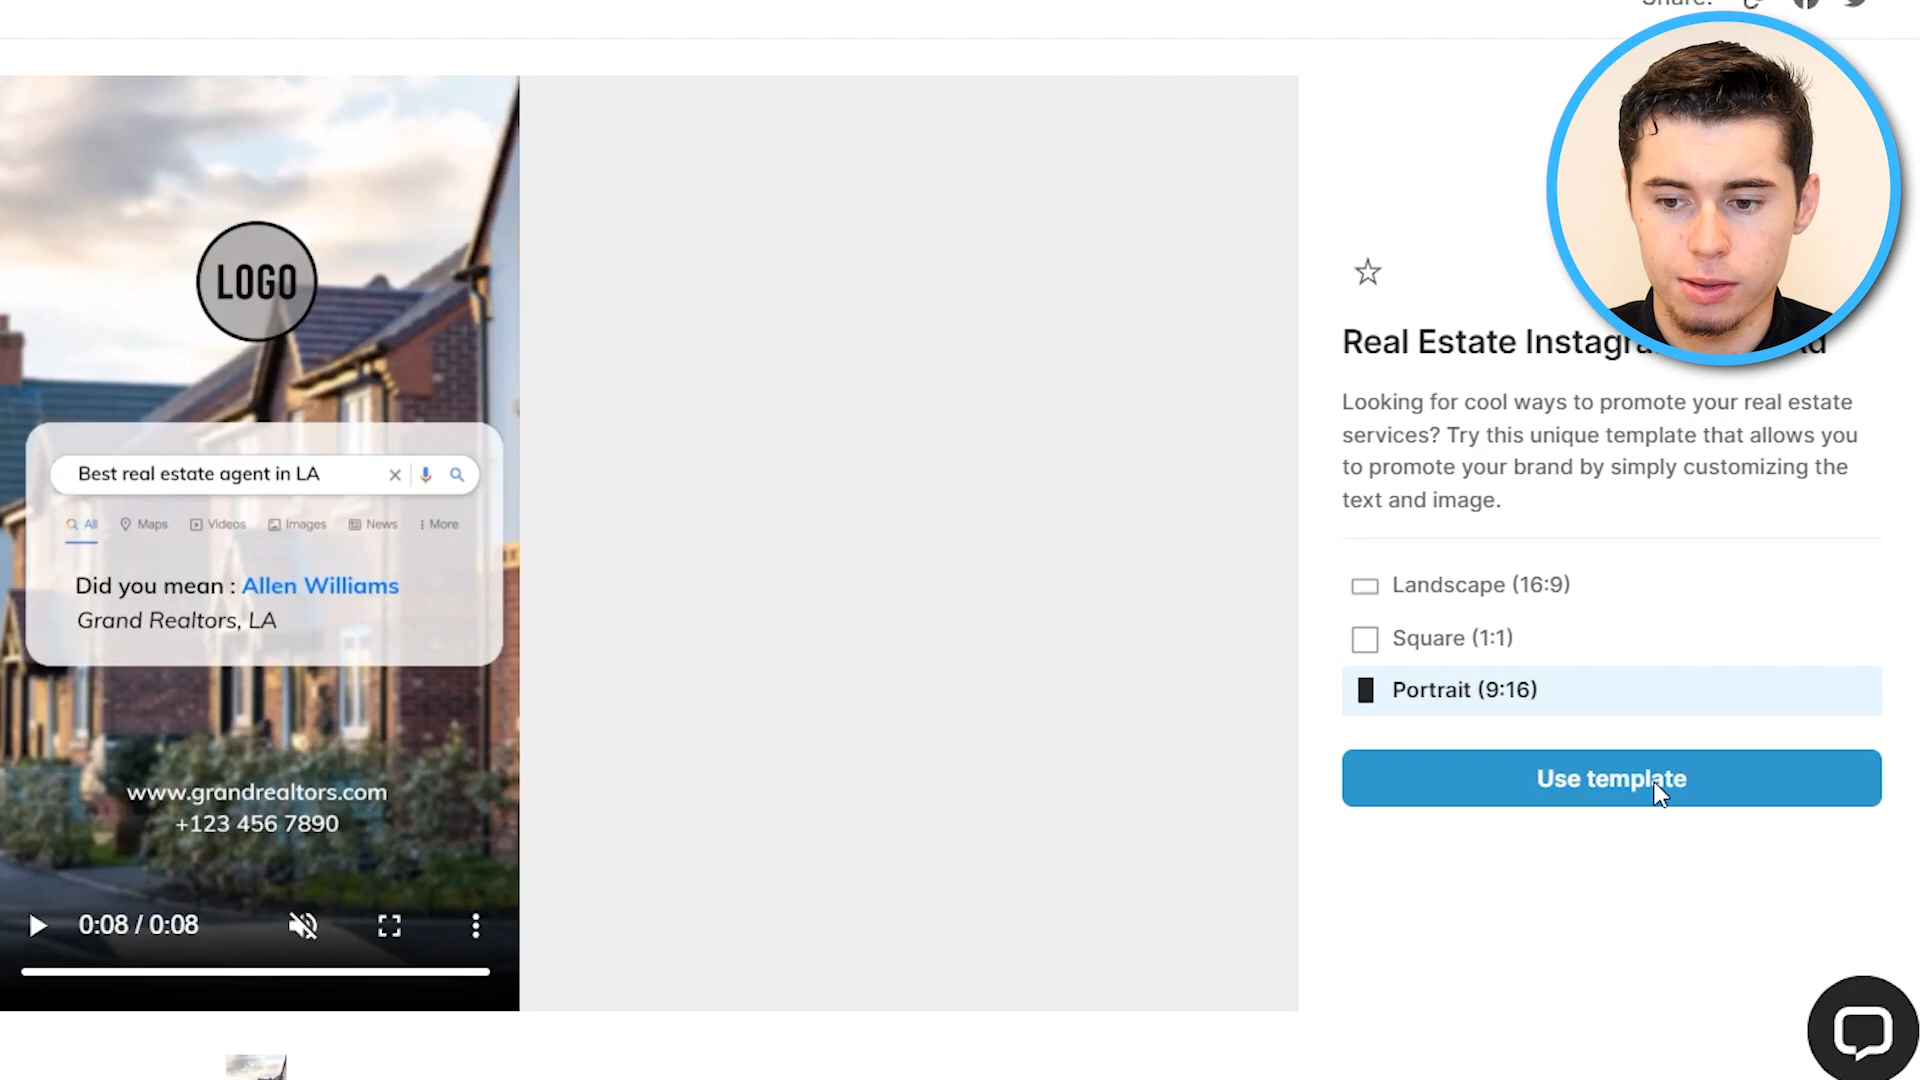 LOGO
Best real estate agent in LA
All Maps Videos Images News More
Did you mean : Allen Williams
Grand Realtors, LA
www.grandrealtors.com
+123 456 7890
0:08 / 0:08
Share:
Real Estate
Looking for cool ways to promote your real estate
services? Try this unique template that allows you
to promote your brand by simply customizing the
text and image.
Landscape (16:9)
Square (1:1)
Portrait (9:16)
Use template